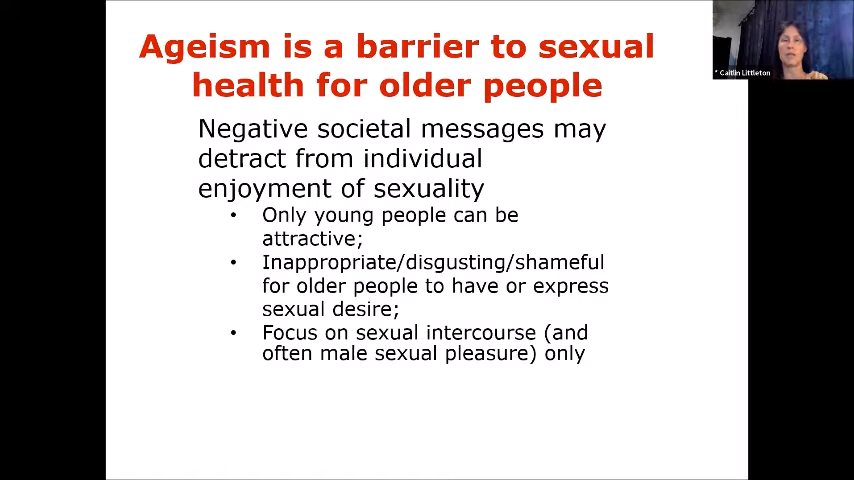 Ageism is a barrier to sexual
health for older people
Negative societal messages may
detract from individual
enjoyment of sexuality
• Only young people can be
attractive;
• Inappropriate/disgusting/shameful
for older people to have or express
sexual desire;
• Focus on sexual intercourse (and
often male sexual pleasure) only
* Caitlin Littleton